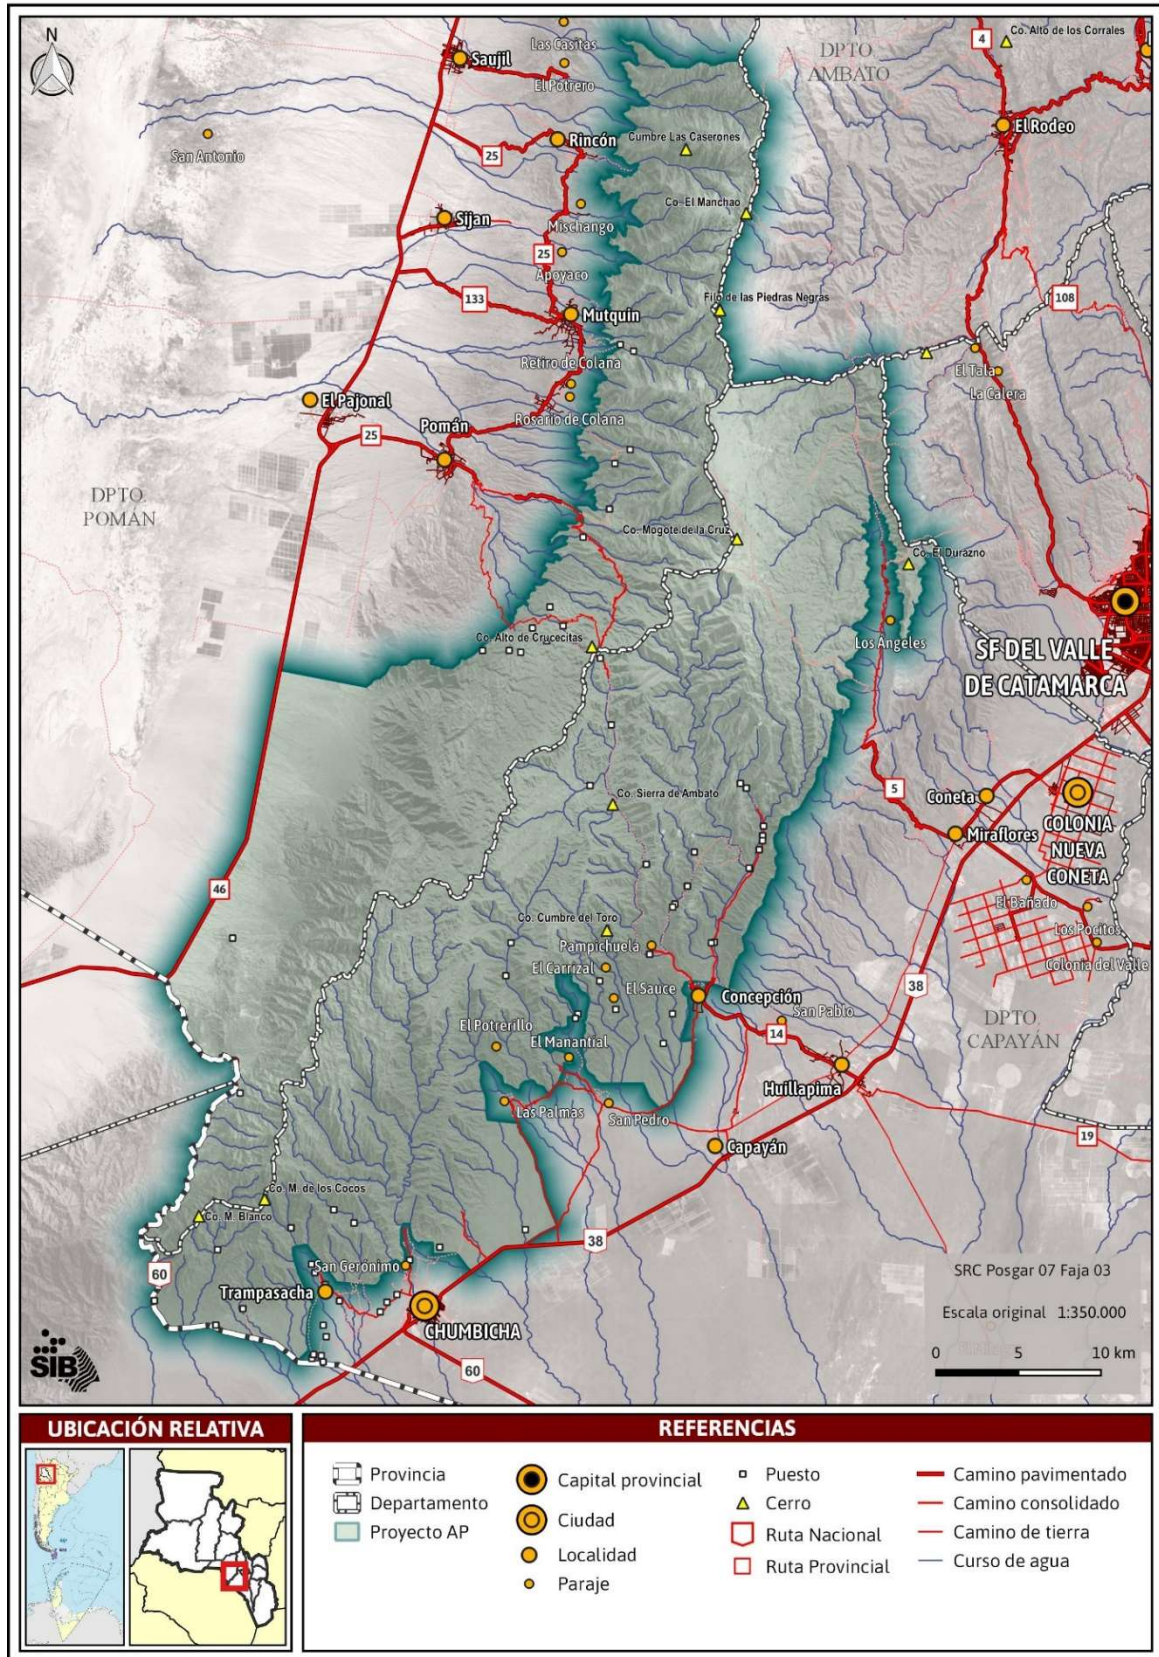 N
Saujil
Las Casitas
El Potrero
San Antonio
25
Rincón
Sijan
Mischango
25
Apoyaco
133
Mutquin
Retiro de Colana
El Pajonal
Rosario de Colana
Pomán
25
DPTO.
POMAN
DPTO
AMBATO
4
Co. Alto de los Corrales
El Rodeo
Cumbre Las Caserones
Co. El Manchao
Filo de las Piedras Negras
108
El Tala
La Calera
Co. Mogote de la Cruz
Co. El Durazno
Los Angeles
Co. Alto de Crucecitas
SF DEL VALLE
DE CATAMARCA
5
Coneta
Miraflores
COLONIA
NUEVA
CONETA
El Bañado
Los Pocitos
Colonia del Valle
Co. Sierra de Ambato
46
Co. Cumbre del Toro
Pampichuela
El Carrizal
El Sauce
Concepción
San Pablo
38
14
DPTO.
CAPAYÁN
El Potrerillo
El Manantial
Huillapima
Las Palmas
San Pedro
Capayán
19
Co. M. de los Cocos
Co. M. Blanco
38
60
San Gerónimo
Trampasacha
CHUMBICHA
60
SRC Posgar 07 Faja 03
Escala original 1:350.000
0 5 10 km
SIB
UBICACIÓN RELATIVA
REFERENCIAS
Provincia
Departamento
Proyecto AP
Capital provincial
Ciudad
Localidad
Paraje
Puesto
Cerro
Ruta Nacional
Ruta Provincial
Camino pavimentado
Camino consolidado
Camino de tierra
Curso de agua